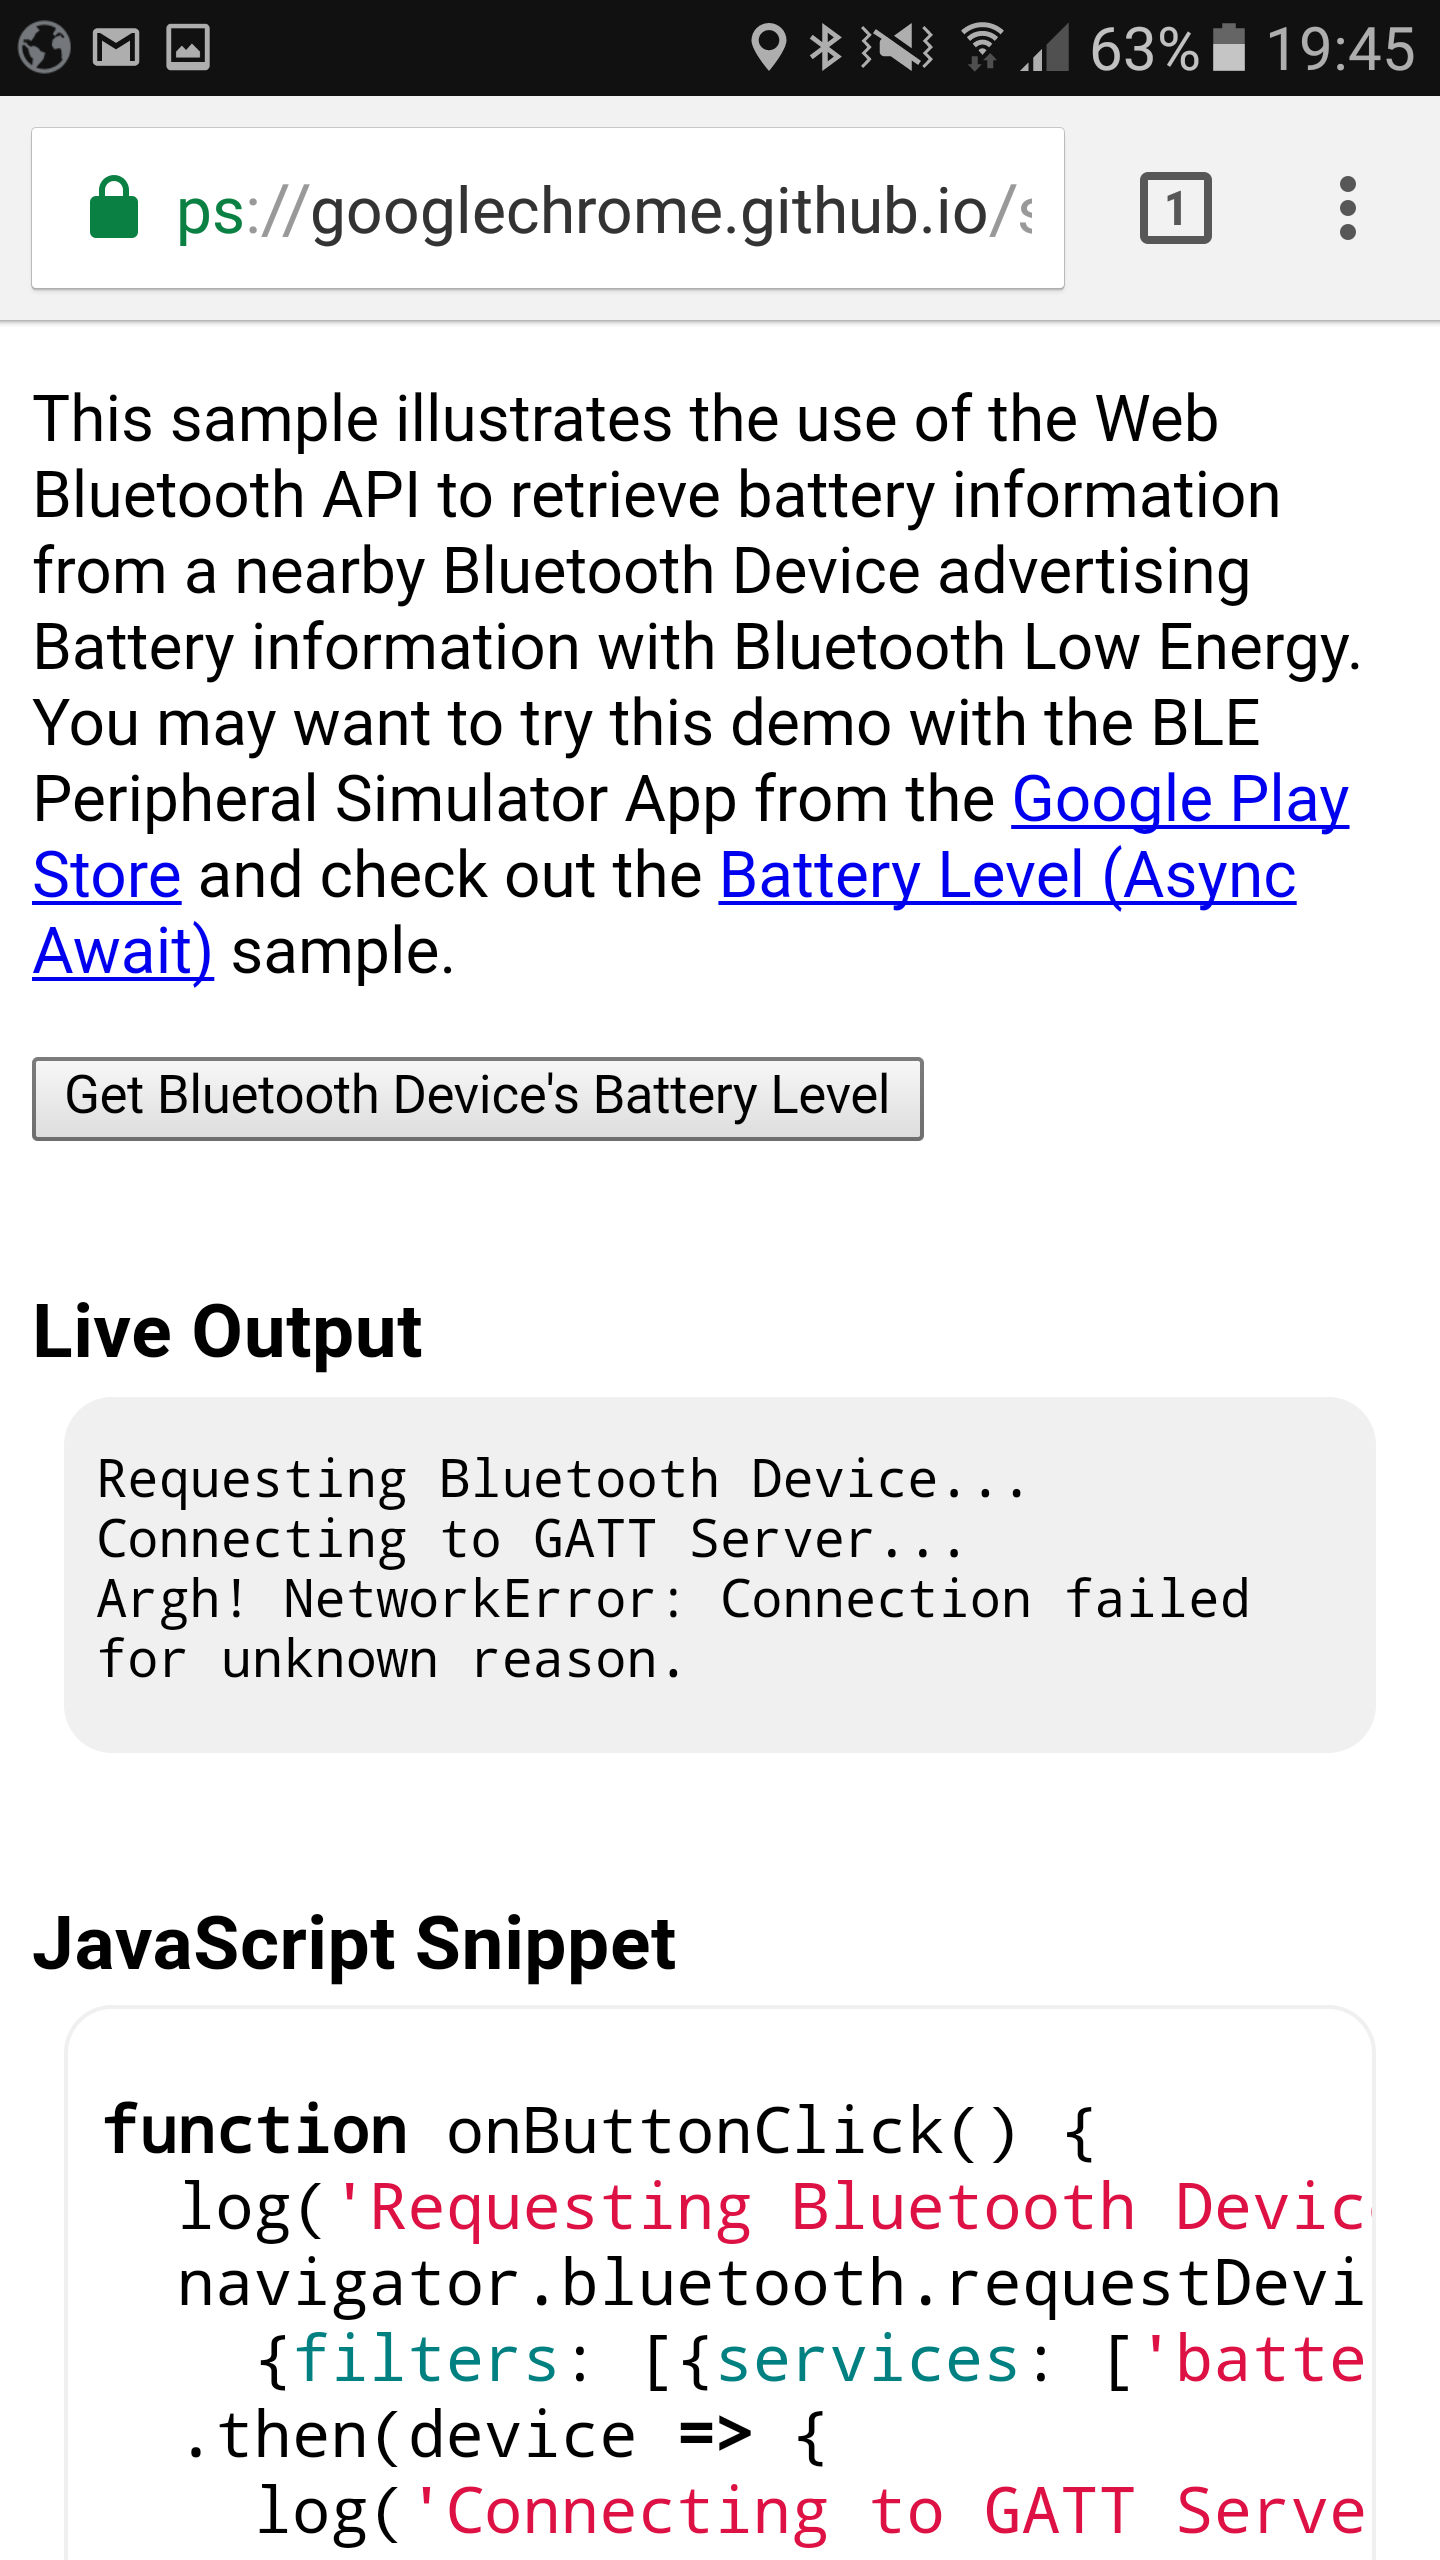 63% 19:45
ps://googlechrome.github.io/s
1
This sample illustrates the use of the Web
Bluetooth API to retrieve battery information
from a nearby Bluetooth Device advertising
Battery information with Bluetooth Low Energy.
You may want to try this demo with the BLE
Peripheral Simulator App from the Google Play
Store and check out the Battery Level (Async
Await) sample.
Get Bluetooth Device's Battery Level
Live Output
Requesting Bluetooth Device...
Connecting to GATT Server...
Argh! NetworkError: Connection failed
for unknown reason.
JavaScript Snippet
function onButtonClick() {
log('Requesting Bluetooth Devic
navigator.bluetooth.requestDevi
{filters: [{services: ['batte
.then(device => {
log('Connecting to GATT Serve